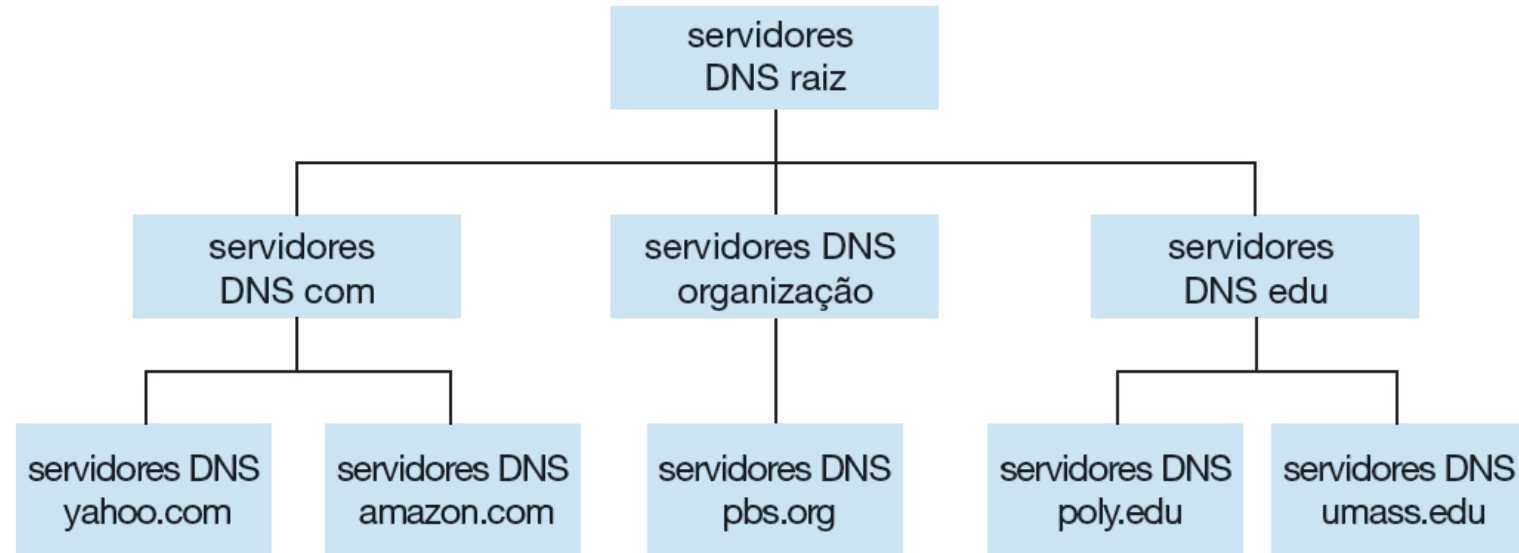 servidores
DNS raiz
servidores
DNS com
servidores DNS
organização
servidores
DNS edu
servidores DNS
yahoo.com
servidores DNS
amazon.com
servidores DNS
pbs.org
servidores DNS
poly.edu
servidores DNS
umass.edu